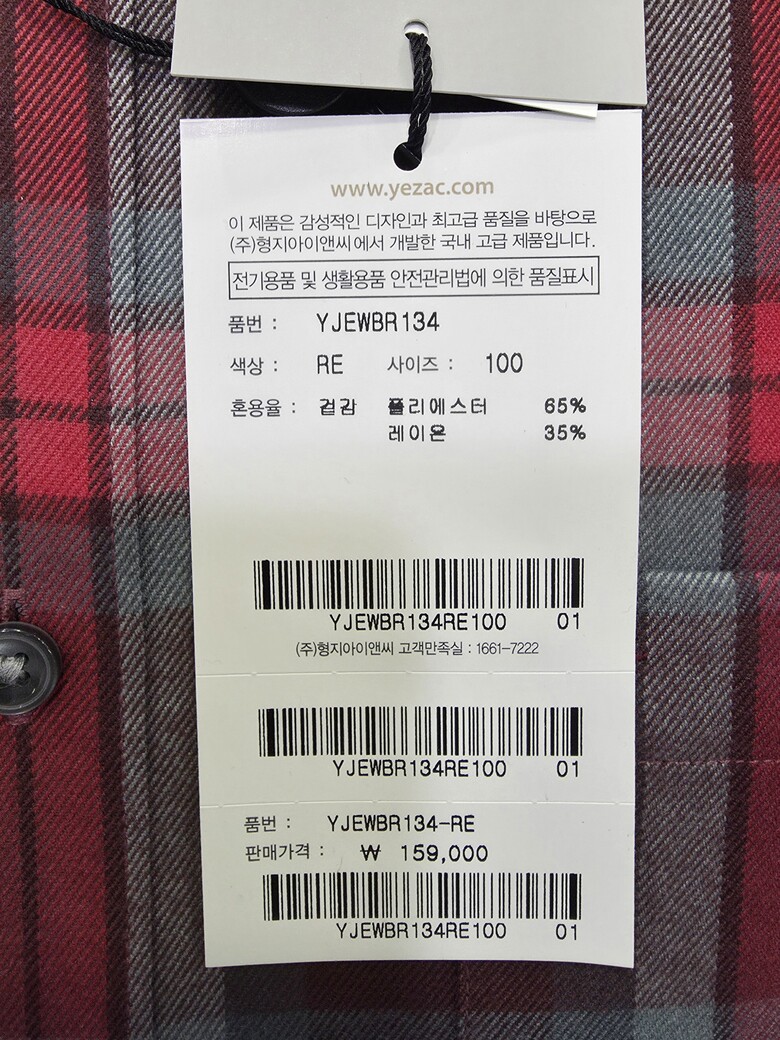 www.yezac.com
이 제품은 감성적인 디자인과 최고급 품질을 바탕으로
(주)형지아이앤씨에서 개발한 국내 고급 제품입니다.
전기용품 및 생활용품 안전관리법에 의한 품질표시
품번 : YJEWBR134
색상 : RE 사이즈 : 100
혼용율 : 겉감 폴리에스터 65%
레이온 35%
YJEWBR134RE100 01
(주)형지아이앤씨 고객만족실 : 1661-7222
YJEWBR134RE100 01
품번 : YJEWBR134-RE
판매가격 : ₩ 159,000
YJEWBR134RE100 01